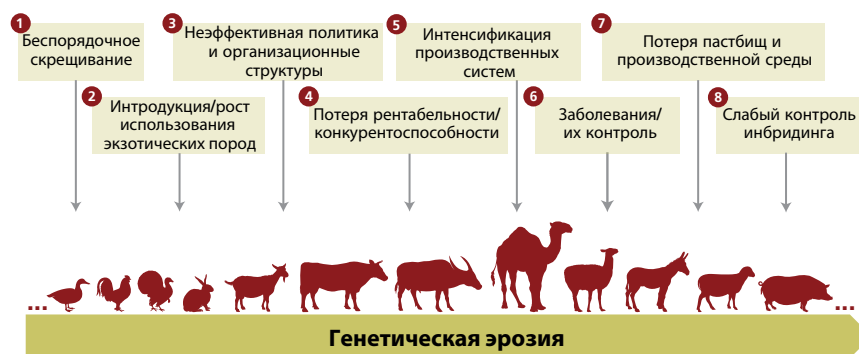 1
Беспорядочное
скрещивание
2
Интродукция/рост
использования
экзотических пород
3
Неэффективная политика
и организационные
структуры
4
Потеря рентабельности/
конкурентоспособности
5
Интенсификация
производственных
систем
6
Заболевания/
их контроль
7
Потеря пастбищ и
производственной среды
8
Слабый контроль
инбридинга
...
...
Генетическая эрозия